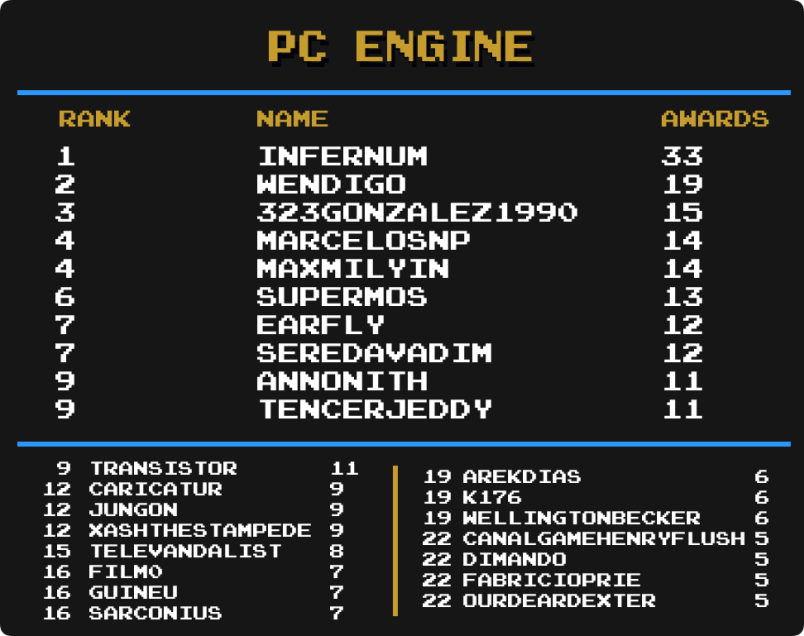 PC ENGINE
RANK NAME AWARDS
1 INFERNUM 33
2 WENDIGO 19
3 323GONZALEZ1990 15
4 MARCELOSNP 14
4 MAXMILYIN 14
6 SUPERMOS 13
7 EARFLY 12
7 SEREDAVADIM 12
9 ANNONITH 11
9 TENCERJEDDY 11
9 TRANSISTOR 11
12 CARICATUR 9
12 JUNGON 9
12 XASHTHESTAMPEDE 9
15 TELEVANDALIST 8
16 FILMO 7
16 GUINEU 7
16 SARCONIUS 7
19 AREKDIAS 6
19 K176 6
19 WELLINGTONBECKER 6
22 CANALGAMEHENRYFLUSH 5
22 DIMANDO 5
22 FABRICIOPRIE 5
22 OURDEARDEXTER 5